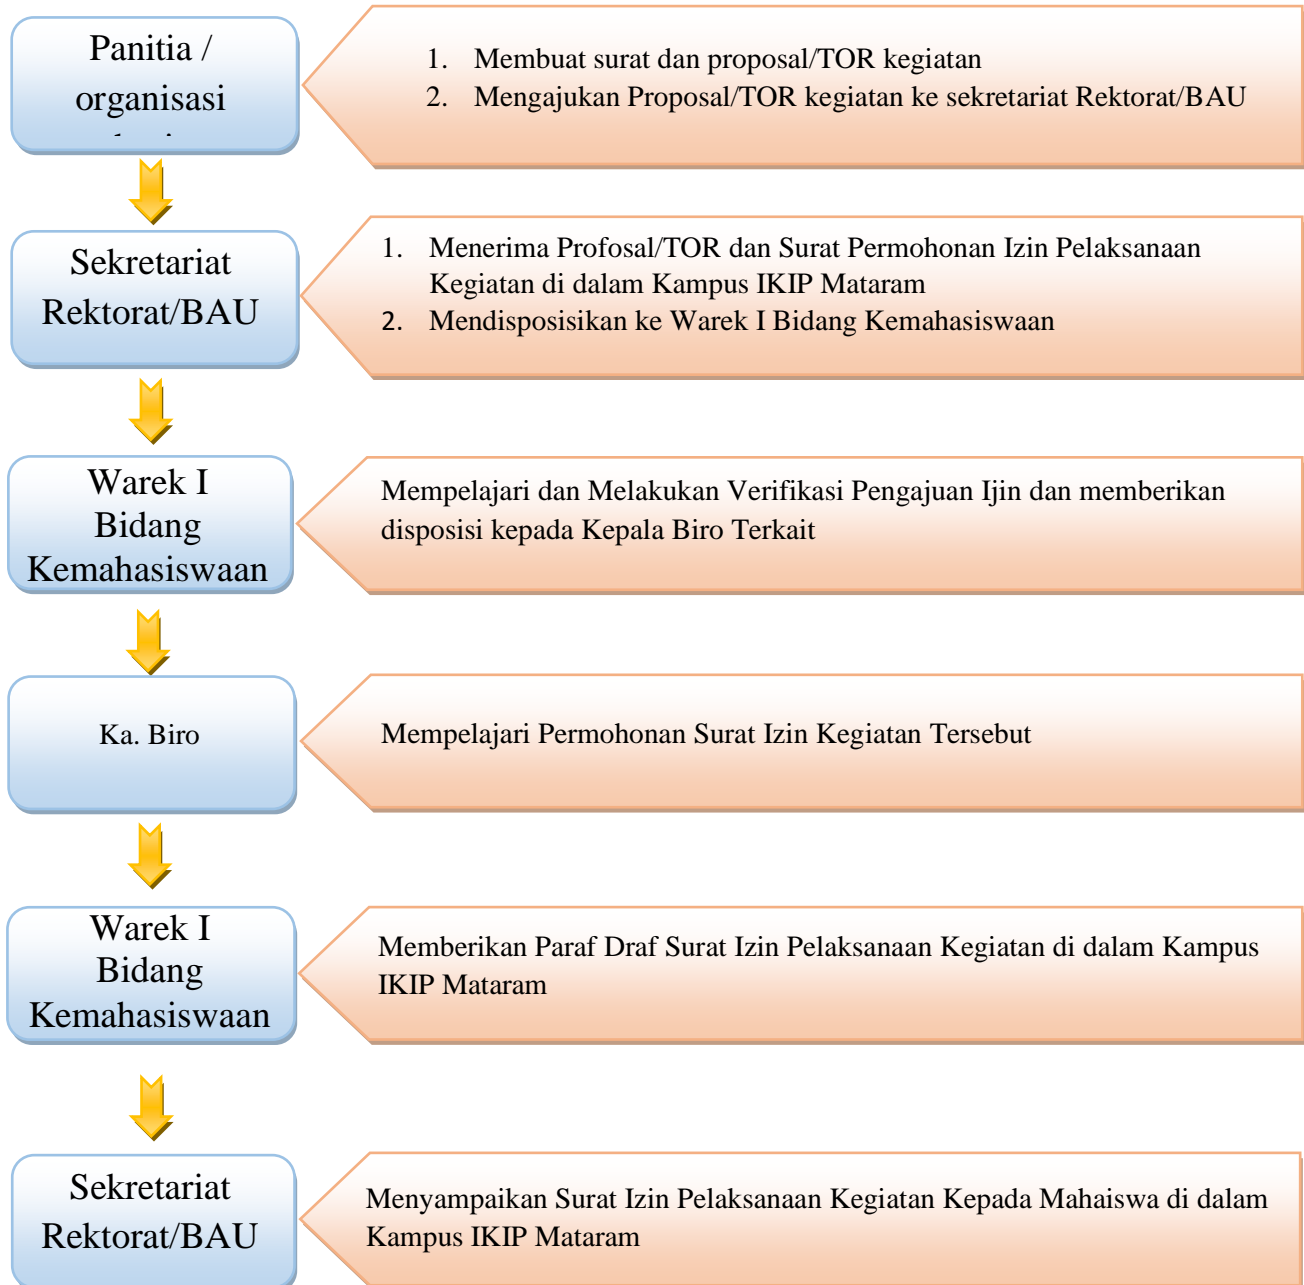 Panitia /
organisasi
1. Membuat surat dan proposal/TOR kegiatan
2. Mengajukan Proposal/TOR kegiatan ke sekretariat Rektorat/BAU
Sekretariat
Rektorat/BAU
1. Menerima Profosal/TOR dan Surat Permohonan Izin Pelaksanaan
Kegiatan di dalam Kampus IKIP Mataram
2. Mendisposisikan ke Warek I Bidang Kemahasiswaan
Warek I
Bidang
Kemahasiswaan
Mempelajari dan Melakukan Verifikasi Pengajuan Ijin dan memberikan
disposisi kepada Kepala Biro Terkait
Ka. Biro
Mempelajari Permohonan Surat Izin Kegiatan Tersebut
Warek I
Bidang
Kemahasiswaan
Memberikan Paraf Draf Surat Izin Pelaksanaan Kegiatan di dalam Kampus
IKIP Mataram
Sekretariat
Rektorat/BAU
Menyampaikan Surat Izin Pelaksanaan Kegiatan Kepada Mahaiswa di dalam
Kampus IKIP Mataram